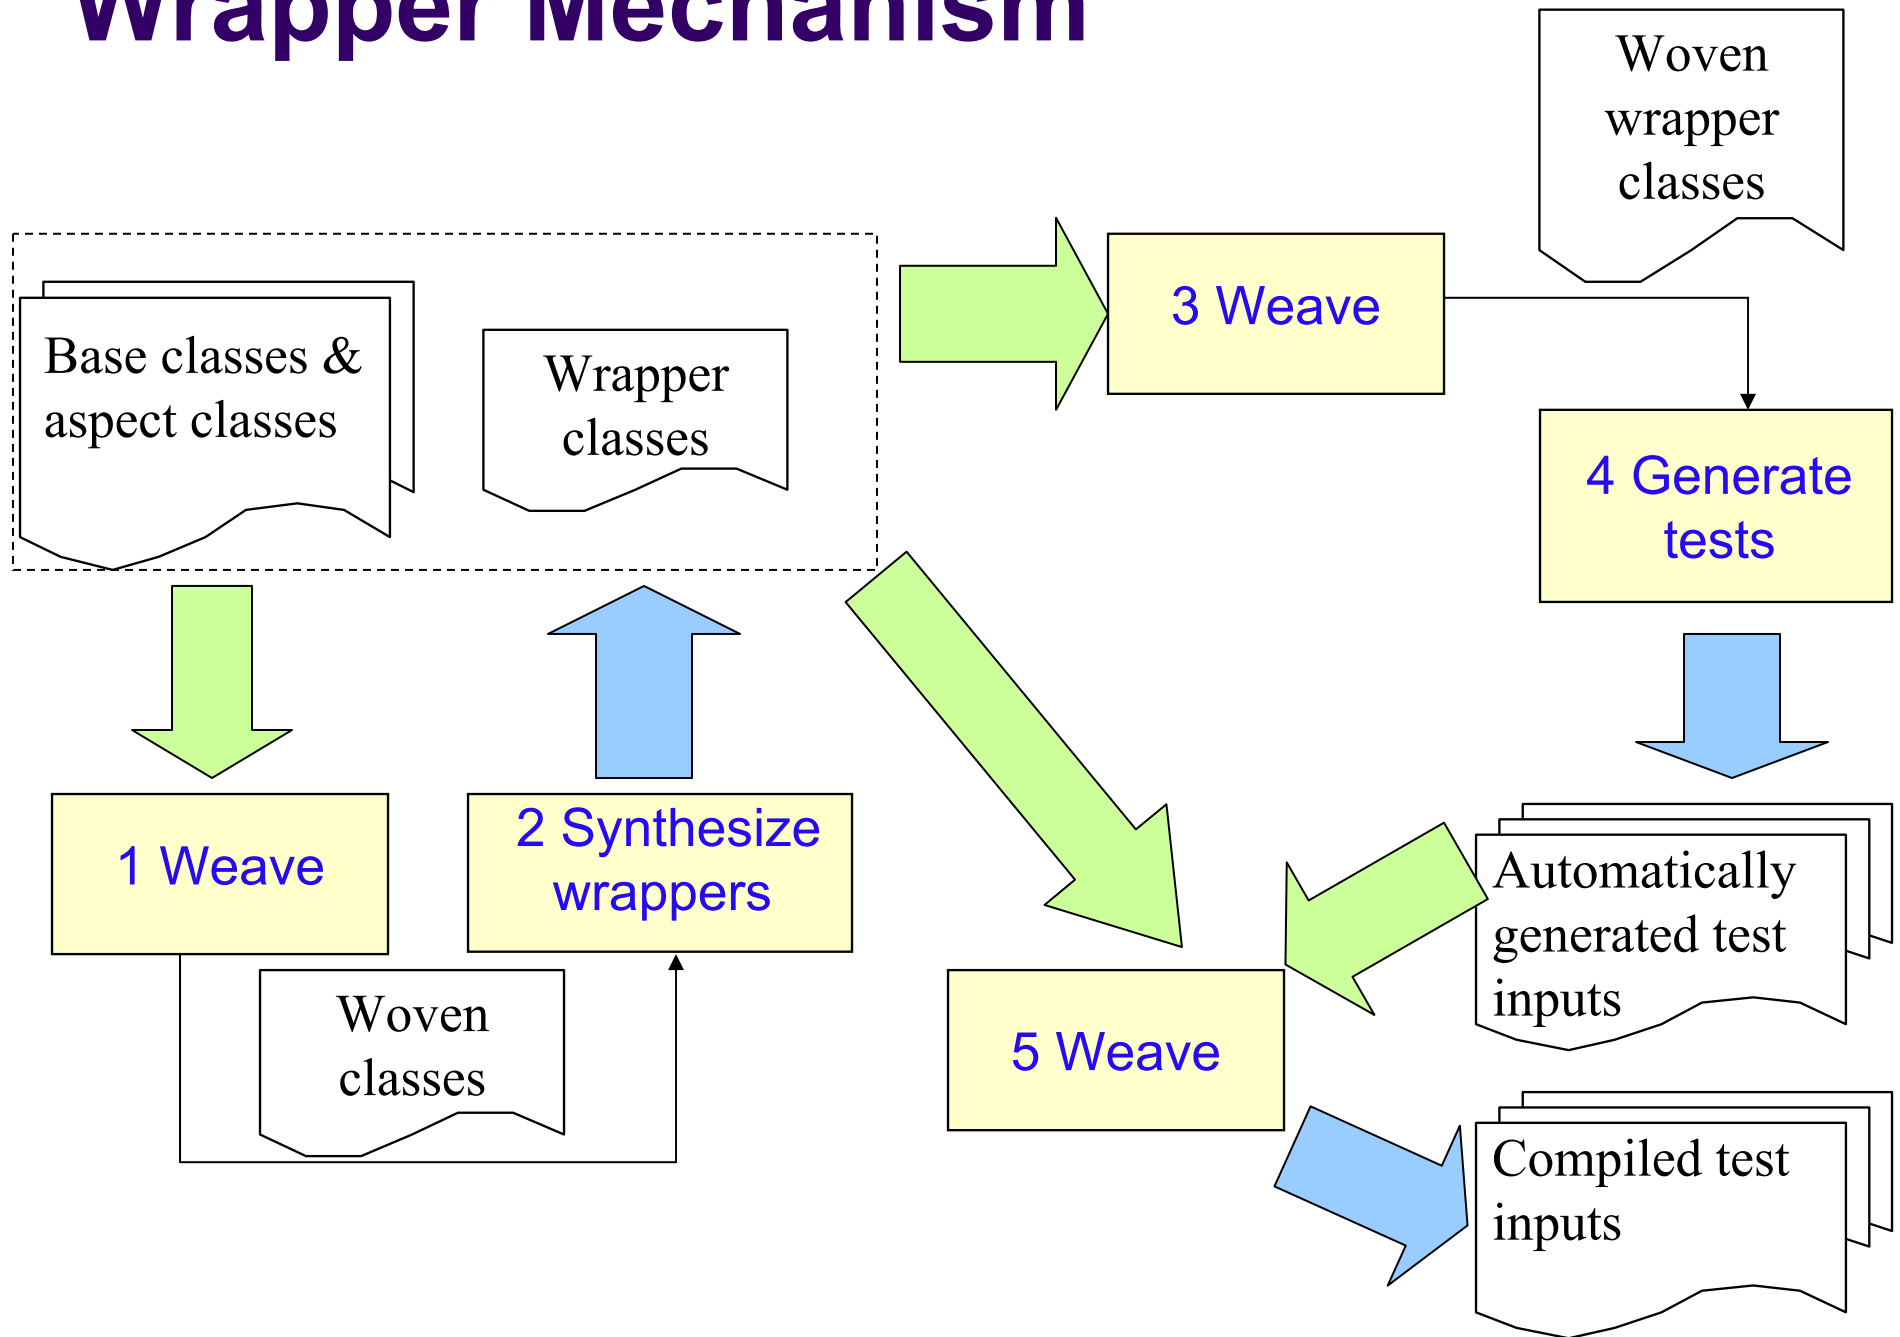 Wrapper Mechanism
Woven
wrapper
classes
Base classes &
aspect classes
Wrapper
classes
3 Weave
4 Generate
tests
1 Weave
2 Synthesize
wrappers
Woven
classes
5 Weave
Automatically
generated test
inputs
Compiled test
inputs